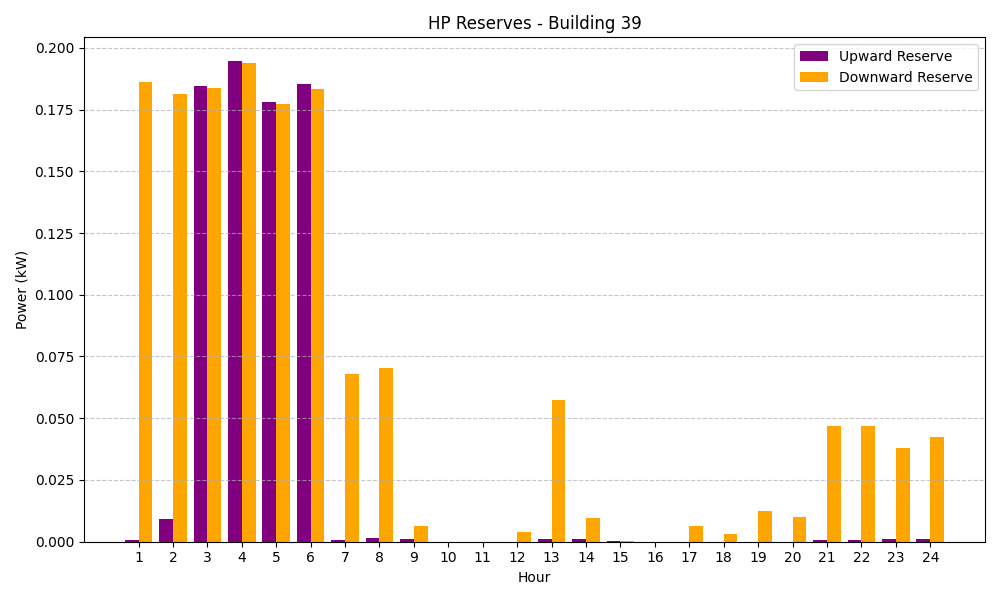 HP Reserves - Building 39
Upward Reserve
Downward Reserve
Power (kW)
0.200
0.175
0.150
0.125
0.100
0.075
0.050
0.025
0.000
1 2 3 4 5 6 7 8 9 10 11 12 13 14 15 16 17 18 19 20 21 22 23 24
Hour